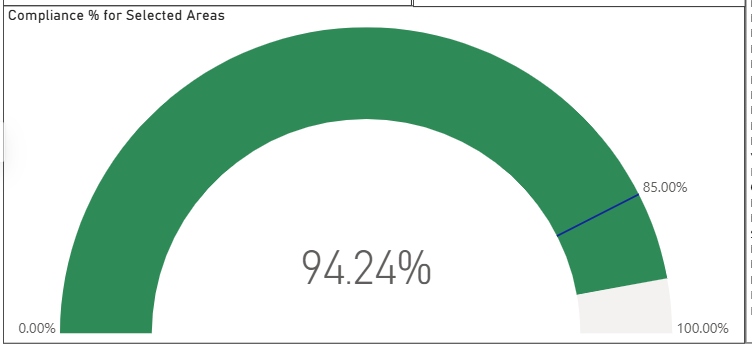 Compliance % for Selected Areas
85.00%
94.24%
0.00%
100.00%